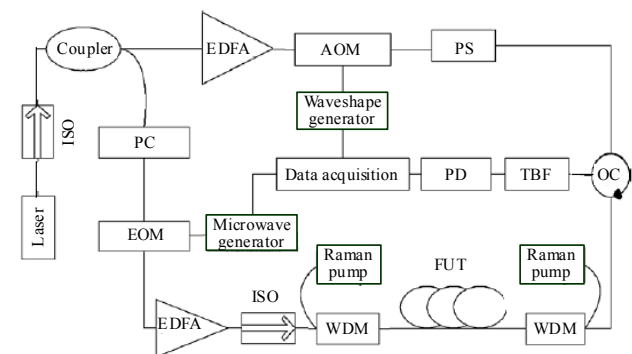 Coupler
EDFA
AOM
PS
ISO
Waveshape
generator
PC
Data acquisition
PD
TBF
OC
Laser
EOM
Microwave
generator
Raman
pump
FUT
Raman
pump
ISO
EDFA
WDM
WDM